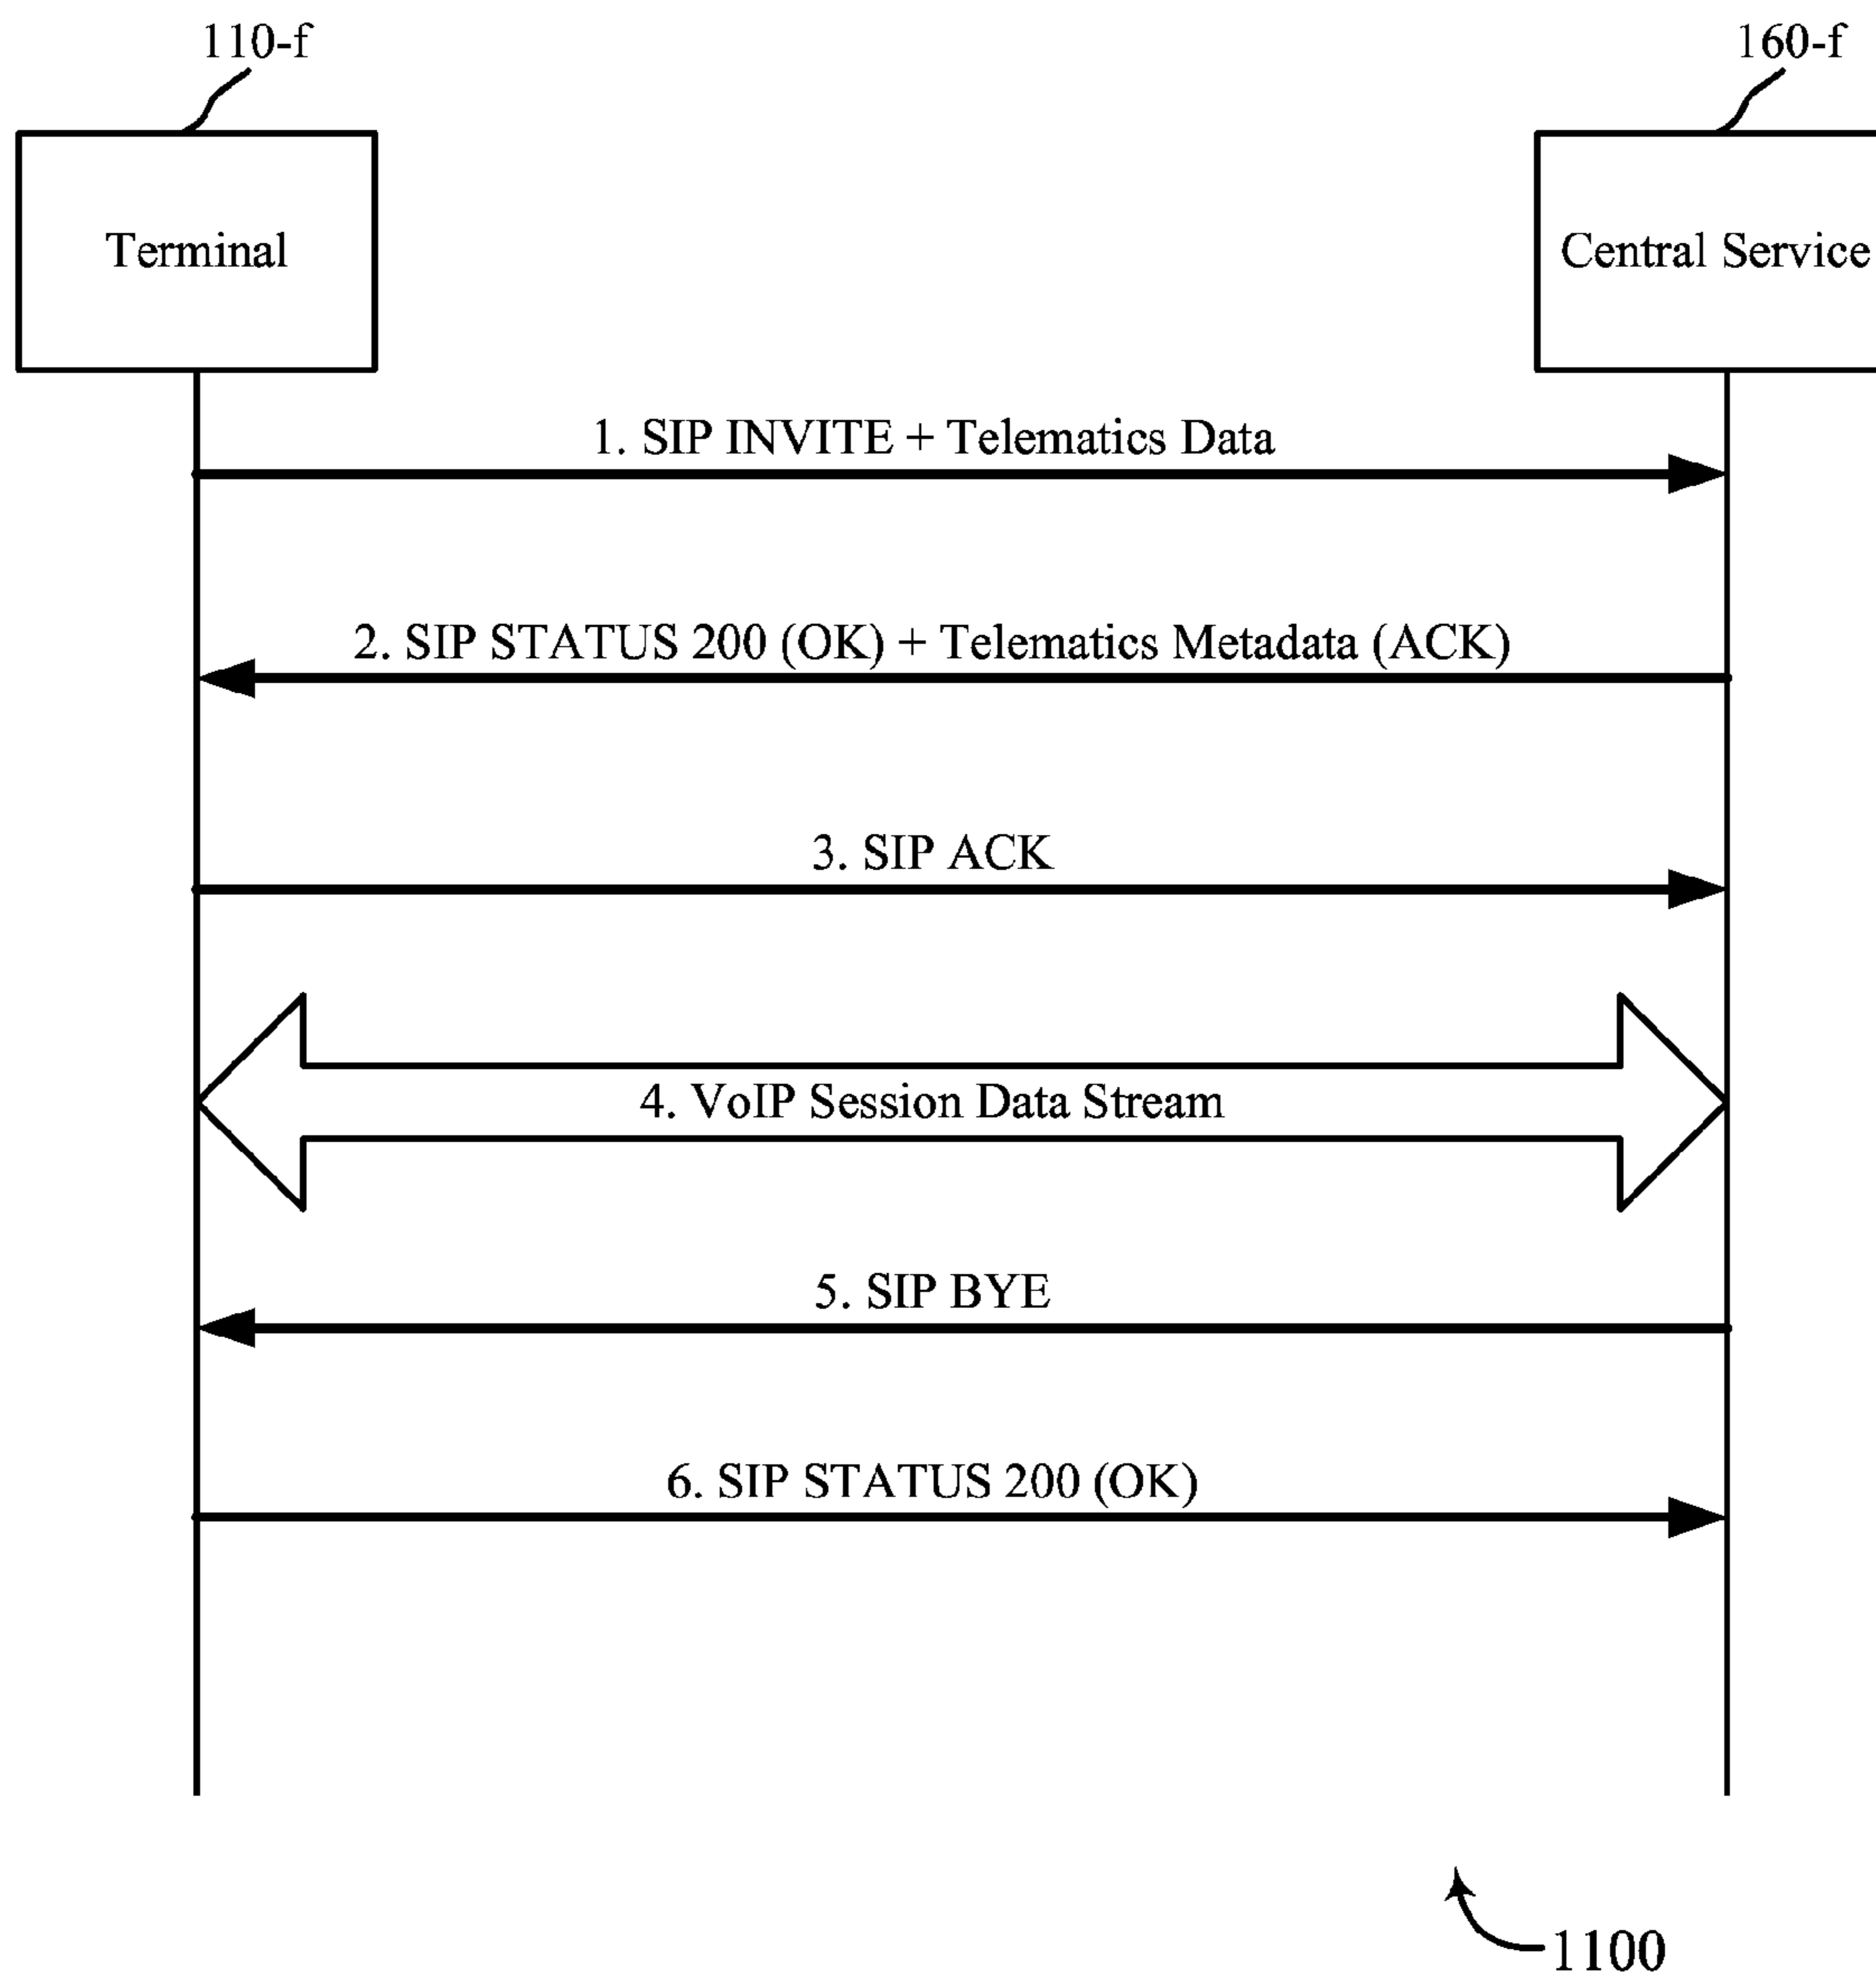 110-f
160-f
Terminal
Central Service
1. SIP INVITE + Telematics Data
2. SIP STATUS 200 (OK) + Telematics Metadata (ACK)
3. SIP ACK
4. VoIP Session Data Stream
5. SIP BYE
6. SIP STATUS 200 (OK)
1100